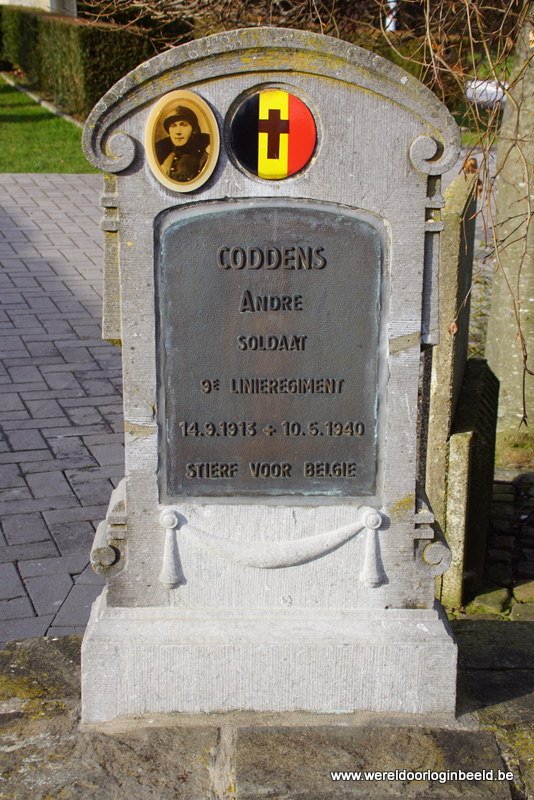 CODDENS
ANDRE
SOLDAAT
9E LINIEREGIMENT
14.9.1913 + 10.5.1940
STIERF VOOR BELGIE
www.wereldoorloginbeeld.be